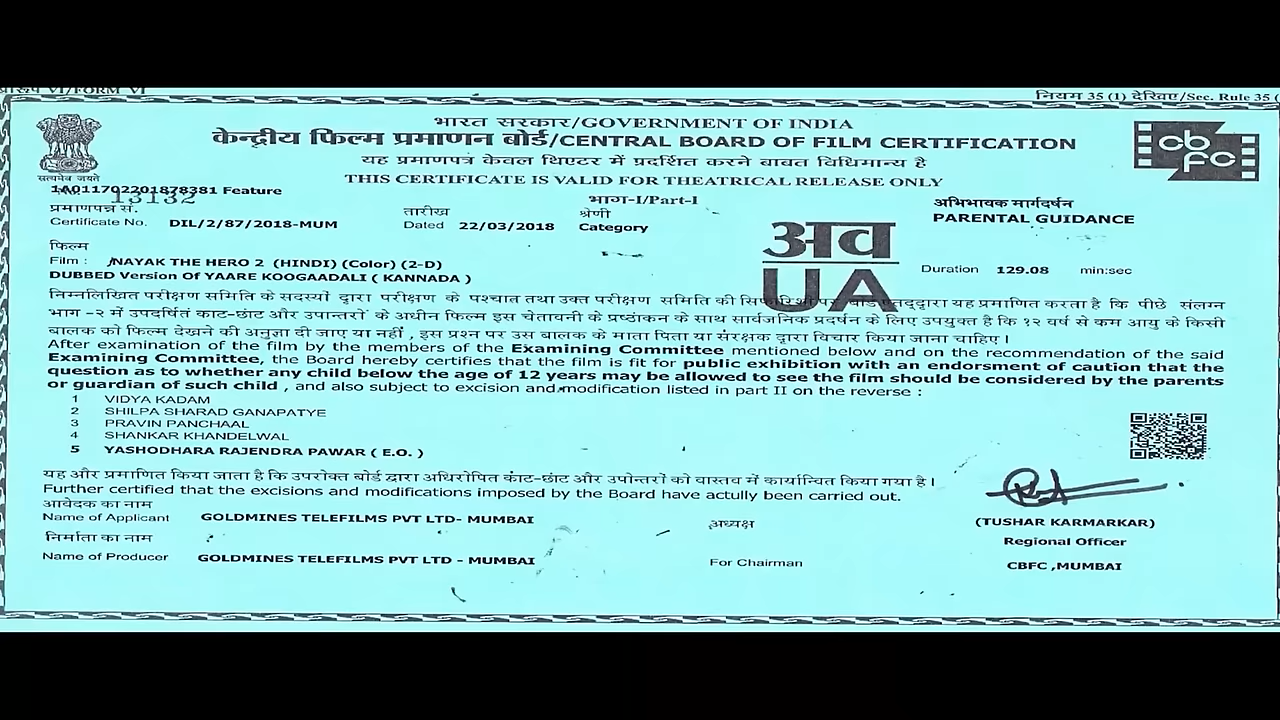 प्रारूप VI/FORM VI
नियम 35 (1) देखिए/Sec. Rule 35 (
भारत सरकार/GOVERNMENT OF INDIA
केन्द्रीय फिल्म प्रमाणन बोर्ड/CENTRAL BOARD OF FILM CERTIFICATION
cb
fc
यह प्रमाणपत्र केवल थिएटर में प्रदर्शित करने बाबत विधिमान्य है
सत्यमेव जयते
THIS CERTIFICATE IS VALID FOR THEATRICAL RELEASE ONLY
1A011702201878381 Feature
13132
भाग-I/Part-I
अभिभावक मार्गदर्शन
प्रमाणपत्र सं. तारीख श्रेणी
PARENTAL GUIDANCE
Certificate No. DIL/2/87/2018-MUM Dated 22/03/2018 Category
अव
UA
फिल्म
Film : NAYAK THE HERO 2 (HINDI) (Color) (2-D)
Duration 129.08 min:sec
DUBBED Version Of YAARE KOOGAADALI ( KANNADA )
निम्नलिखित परीक्षण समिति के सदस्यों द्वारा परीक्षण के पश्चात तथा उक्त परीक्षण समिति की सिफारिशों पर बोर्ड एतद्द्वारा यह प्रमाणित करता है कि पीछे संलग्न
भाग -२ में उपदर्षित काट-छांट और उपान्तरों के अधीन फिल्म इस चेतावनी के प्रष्ठाकन के साथ सार्वजनिक प्रदर्षन के लिए उपयुक्त है कि १२ वर्ष से कम आयु के किसी
बालक को फिल्म देखने की अनुज्ञा दी जाए या नहीं , इस प्रश्न पर उस बालक के माता पिता या संरक्षक द्वारा विचार किया जाना चाहिए ।
After examination of the film by the members of the Examining Committee mentioned below and on the recommendation of the said
Examining Committee, the Board hereby certifies that the film is fit for public exhibition with an endorsment of caution that the
question as to whether any child below the age of 12 years may be allowed to see the film should be considered by the parents
or guardian of such child , and also subject to excision and modification listed in part II on the reverse :
1 VIDYA KADAM
2 SHILPA SHARAD GANAPATYE
3 PRAVIN PANCHAAL
4 SHANKAR KHANDELWAL
5 YASHODHARA RAJENDRA PAWAR ( E.O. )
यह और प्रमाणित किया जाता है कि उपरोक्त बोर्ड द्वारा अधिरोपित कांट-छांट और उपोन्तरों को वास्तव में कार्यान्वित किया गया है ।
Further certified that the excisions and modifications imposed by the Board have actully been carried out.
आवेदक का नाम
Name of Applicant GOLDMINES TELEFILMS PVT LTD- MUMBAI
अध्यक्ष
(TUSHAR KARMARKAR)
निर्माता का नाम
Regional Officer
Name of Producer GOLDMINES TELEFILMS PVT LTD - MUMBAI
For Chairman
CBFC ,MUMBAI